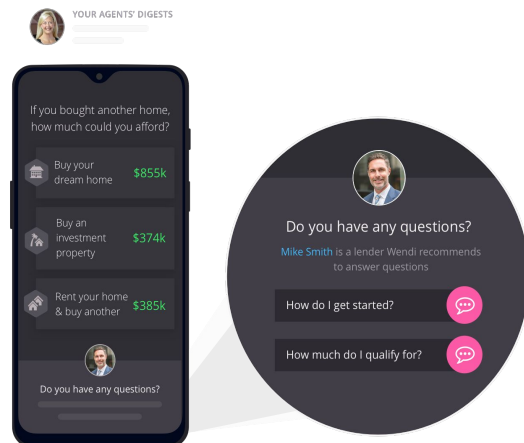 YOUR AGENTS' DIGESTS
If you bought another home,
how much could you afford?
Buy your
dream home
$855k
Buy an
investment
property
$374k
Rent your home
& buy another
$385k
Do you have any questions?
Do you have any questions?
Mike Smith is a lender Wendi recommends
to answer questions
How do I get started?
How much do I qualify for?